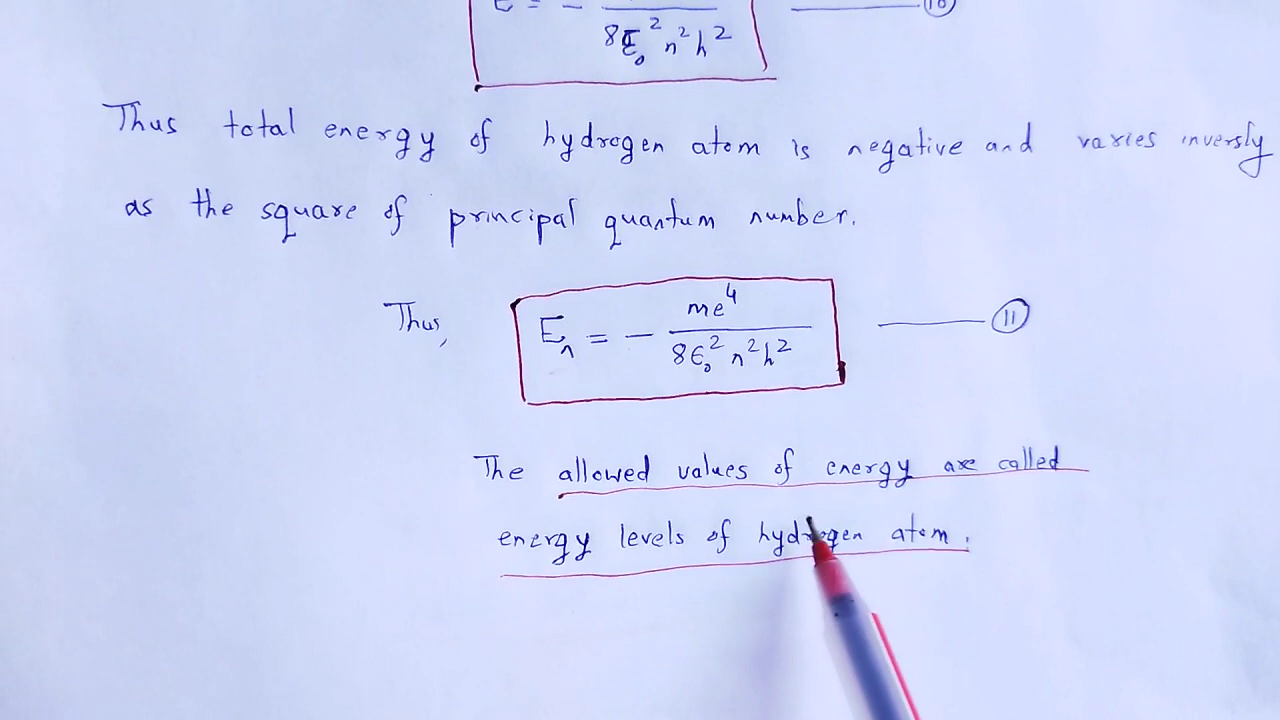 E = - 8ε₀²n²h² ⑩
Thus total energy of hydrogen atom is negative and varies inversly
as the square of principal quantum number.
Thus, Eₙ = - me⁴ / 8ε₀²n²h² ⑪
The allowed values of energy are called
energy levels of hydrogen atom.